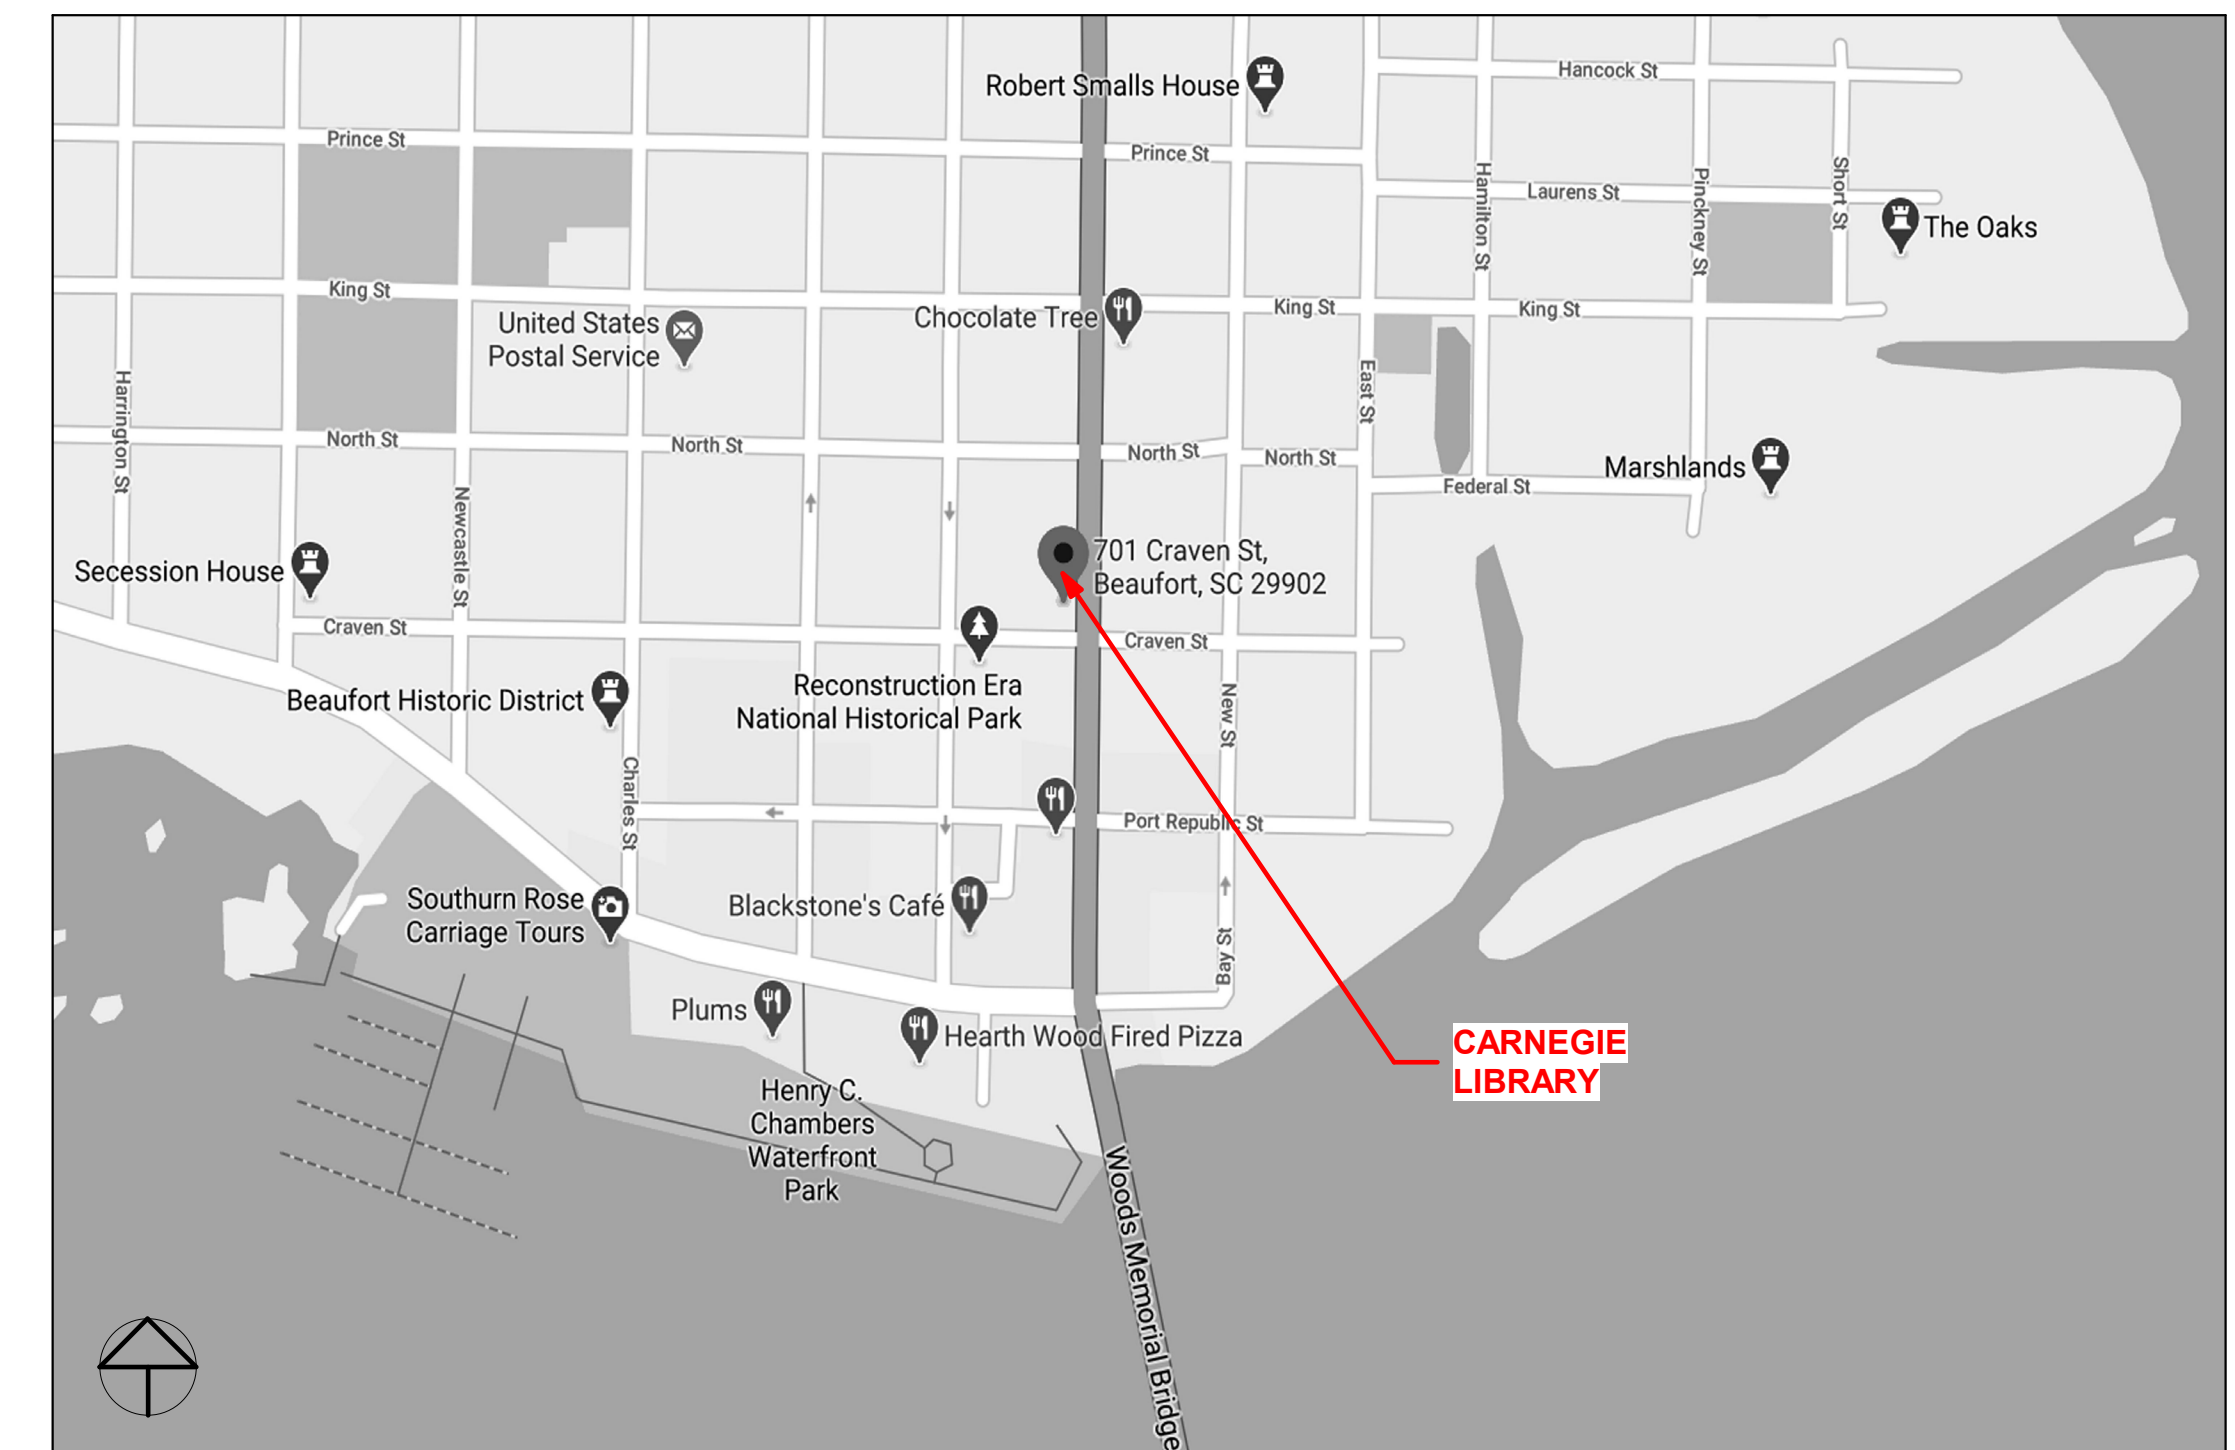 Hancock St
Robert Smalls House
Prince St
Prince St
Laurens St
Hamilton St
Pinckney St
Short St
The Oaks
King St
King St
King St
United States
Postal Service
Chocolate Tree
Harrington St
East St
North St
North St
North St
North St
Marshlands
Federal St
Newcastle St
701 Craven St,
Beaufort, SC 29902
Secession House
Craven St
Craven St
Beaufort Historic District
Reconstruction Era
National Historical Park
New St
Charles St
Port Republic St
Southurn Rose
Carriage Tours
Blackstone's Café
Bay St
Plums
Hearth Wood Fired Pizza
CARNEGIE
LIBRARY
Henry C.
Chambers
Waterfront
Park
Woods Memorial Bridge